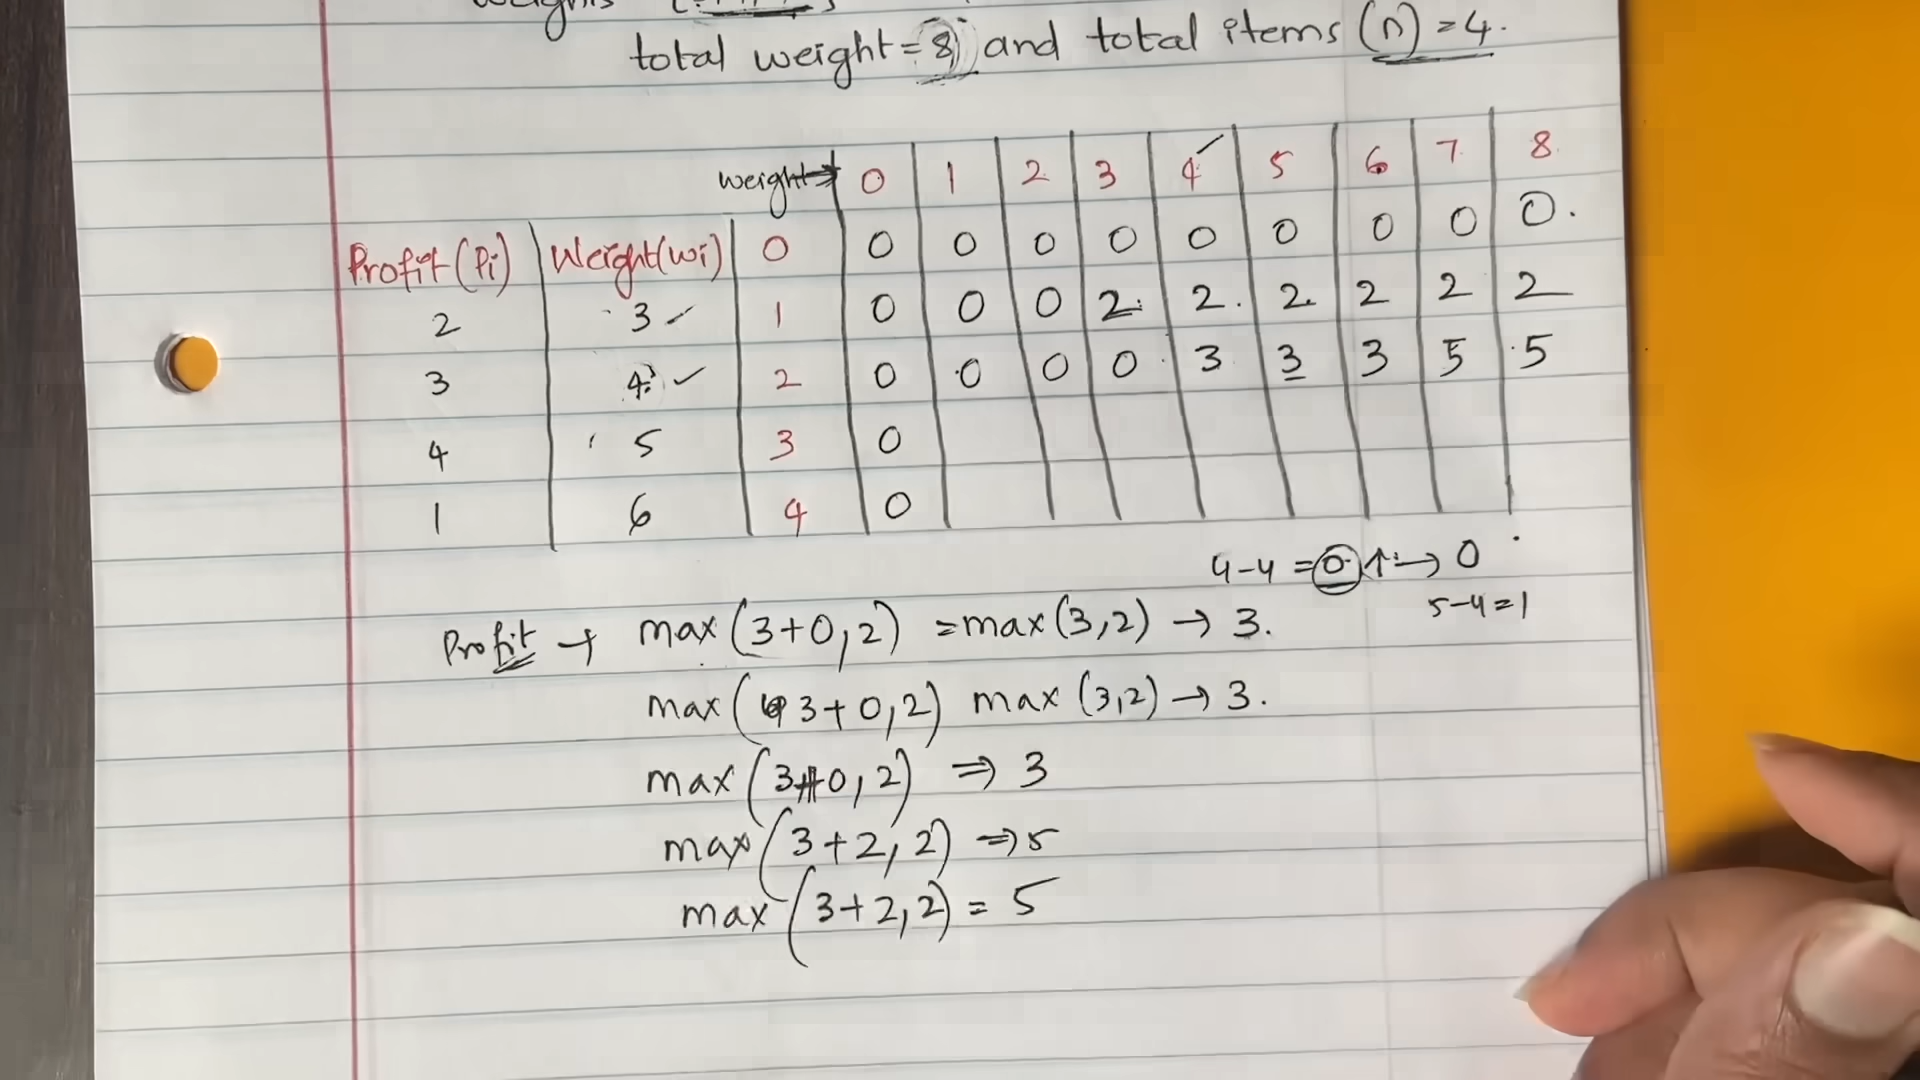 weights
total weight = 8 and total items (n) = 4.
weight→ 0 1 2 3 4 5 6 7 8
Profit (Pi) Weight(wi) 0 0 0 0 0 0 0 0 0 0.
2 3 1 0 0 0 2 2 2 2 2 2
3 4 2 0 0 0 0 3 3 3 5 5
4 5 3 0
1 6 4 0
4-4 = 0 ↑ → 0
5-4=1
Profit → max (3+0,2) = max (3,2) → 3.
max ( 3+0,2) max (3,2) → 3.
max (3+0,2) ⇒ 3
max (3+2,2) ⇒ 5
max (3+2,2) = 5